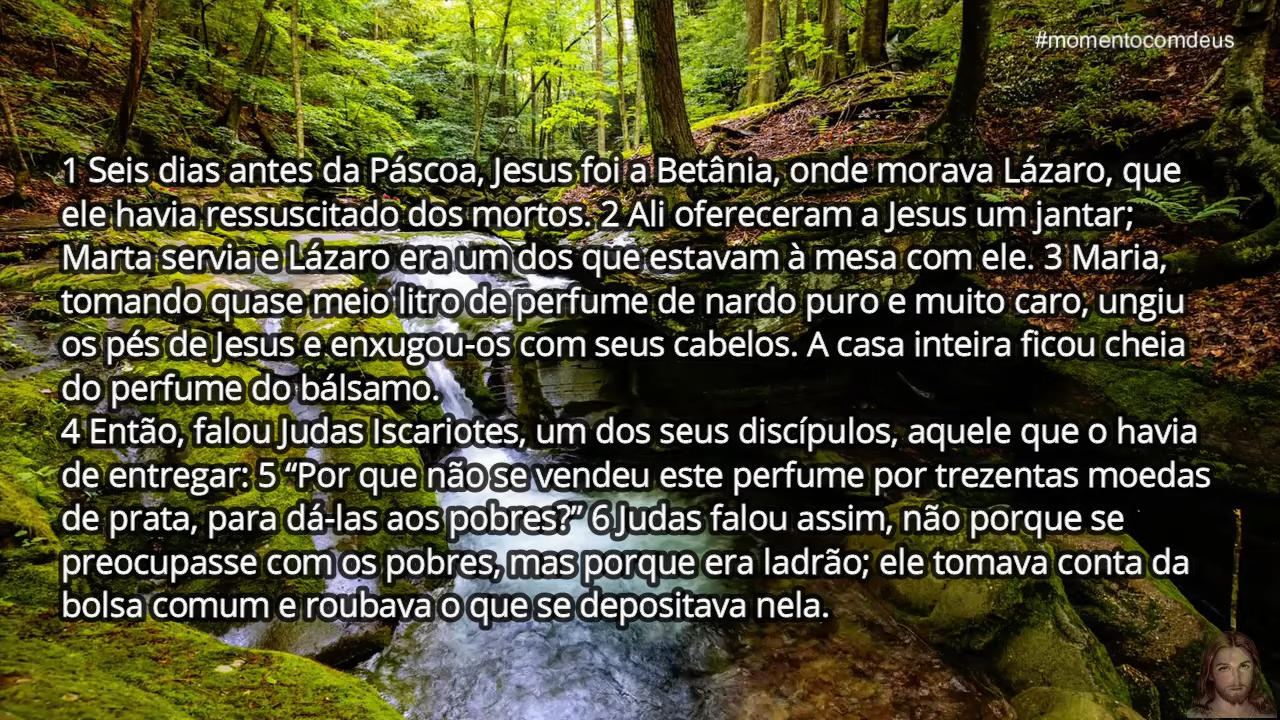 #momentocomdeus
1 Seis dias antes da Páscoa, Jesus foi a Betânia, onde morava Lázaro, que
ele havia ressuscitado dos mortos. 2 Ali ofereceram a Jesus um jantar;
Marta servia e Lázaro era um dos que estavam à mesa com ele. 3 Maria,
tomando quase meio litro de perfume de nardo puro e muito caro, ungiu
os pés de Jesus e enxugou-os com seus cabelos. A casa inteira ficou cheia
do perfume do bálsamo.
4 Então, falou Judas Iscariotes, um dos seus discípulos, aquele que o havia
de entregar: 5 “Por que não se vendeu este perfume por trezentas moedas
de prata, para dá-las aos pobres?” 6 Judas falou assim, não porque se
preocupasse com os pobres, mas porque era ladrão; ele tomava conta da
bolsa comum e roubava o que se depositava nela.